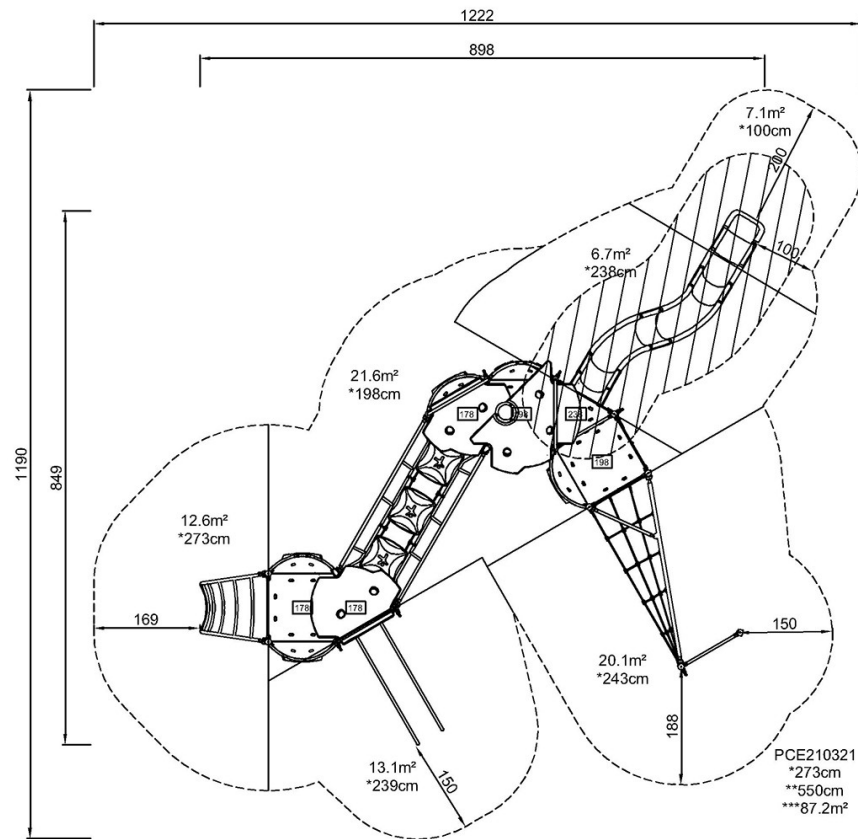 1222
898
7.1m²
*100cm
200
6.7m²
*238cm
100
1190
849
21.6m²
*198cm
178
238
198
12.6m²
*273cm
178
178
169
20.1m²
*243cm
150
188
13.1m²
*239cm
150
PCE210321
*273cm
**550cm
***87.2m²